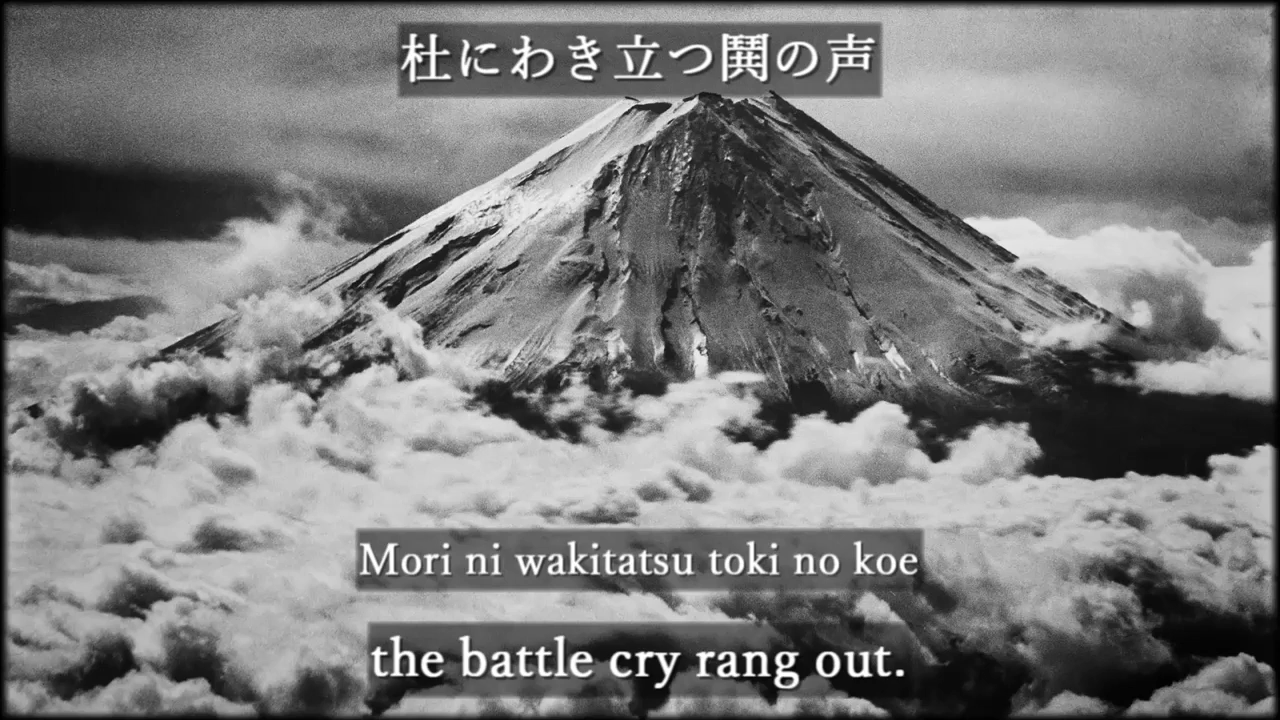 杜にわき立つ鬨の声
Mori ni wakitatsu toki no koe
the battle cry rang out.